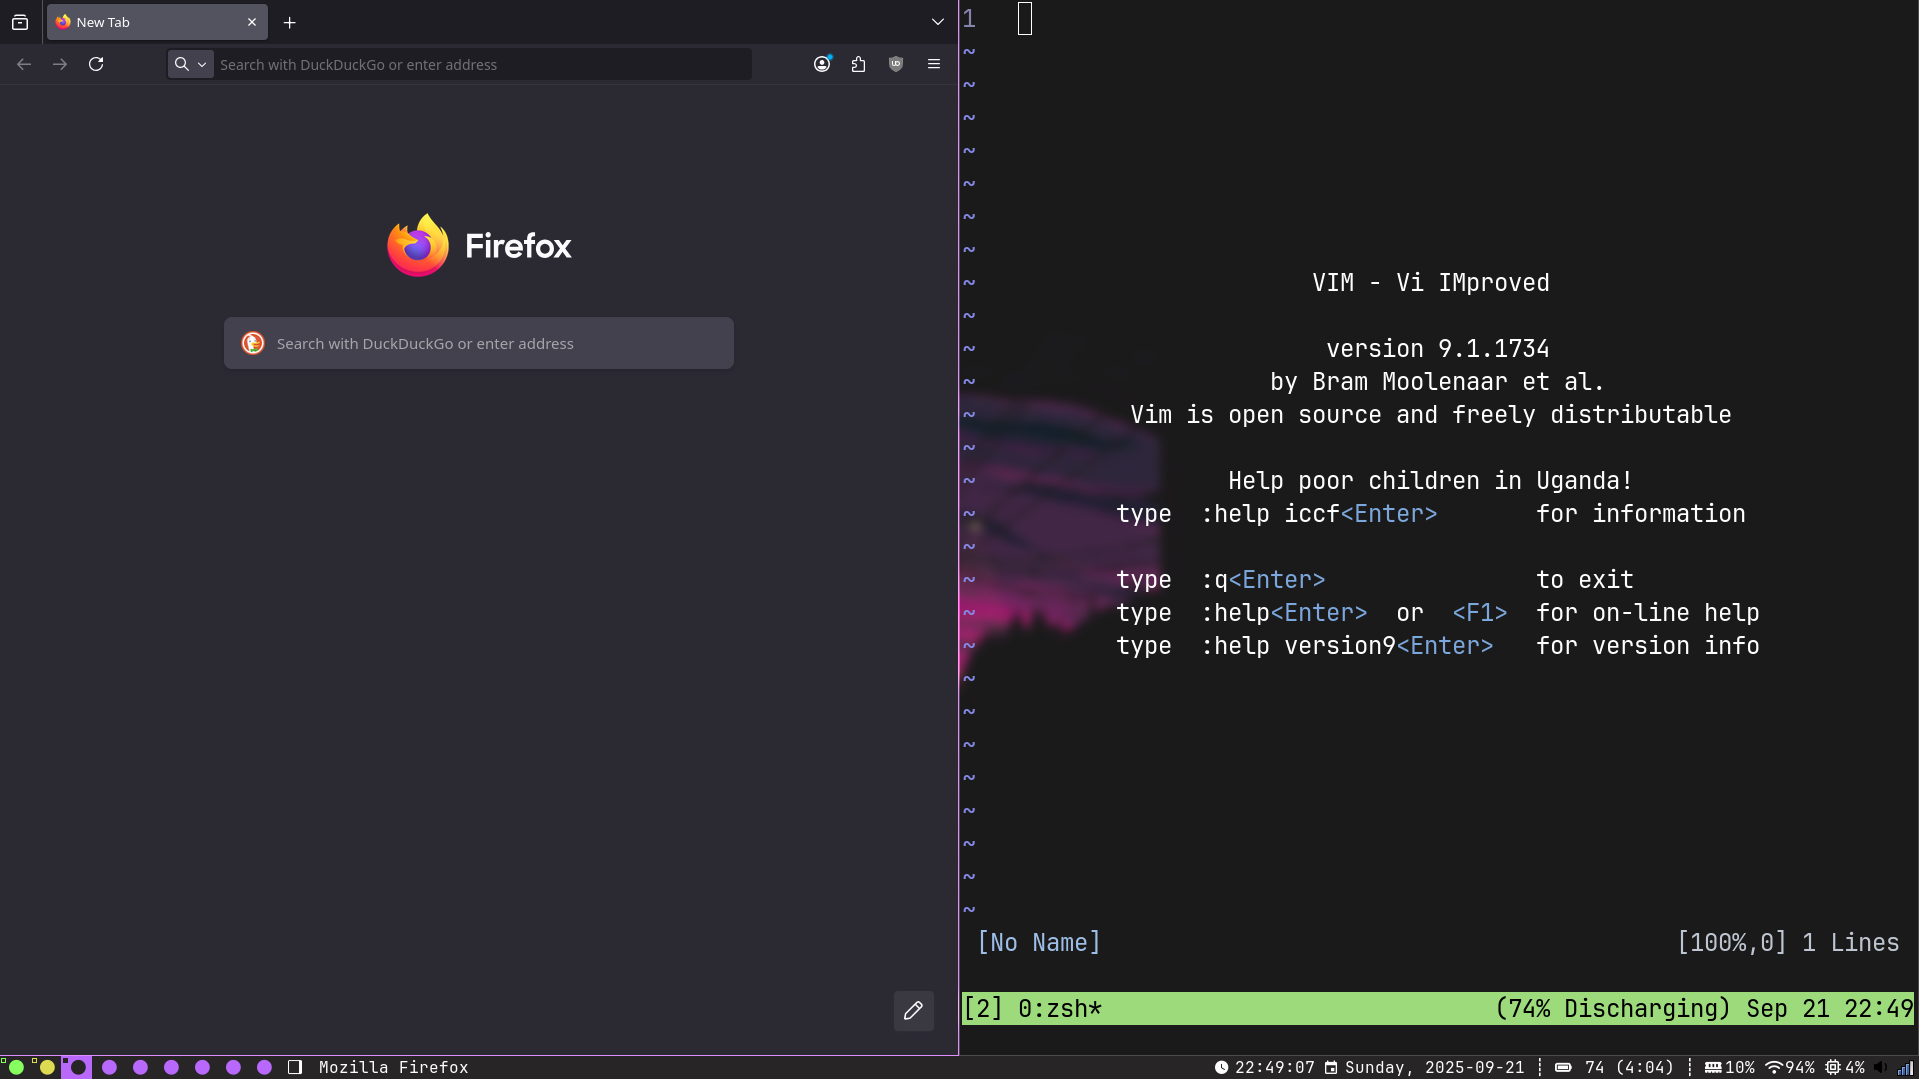 New Tab
Search with DuckDuckGo or enter address
Firefox
Search with DuckDuckGo or enter address
1
~
~
~
~
~
~
~
~ VIM - Vi IMproved
~
~ version 9.1.1734
~ by Bram Moolenaar et al.
~ Vim is open source and freely distributable
~
~ Help poor children in Uganda!
~ type :help iccf<Enter> for information
~
~ type :q<Enter> to exit
~ type :help<Enter> or <F1> for on-line help
~ type :help version9<Enter> for version info
~
~
~
~
~
~
~
~
[No Name] [100%,0] 1 Lines
[2] 0:zsh* (74% Discharging) Sep 21 22:49
Mozilla Firefox 22:49:07 Sunday, 2025-09-21 ┆ 74 (4:04) ┆ 10% 94% 4%